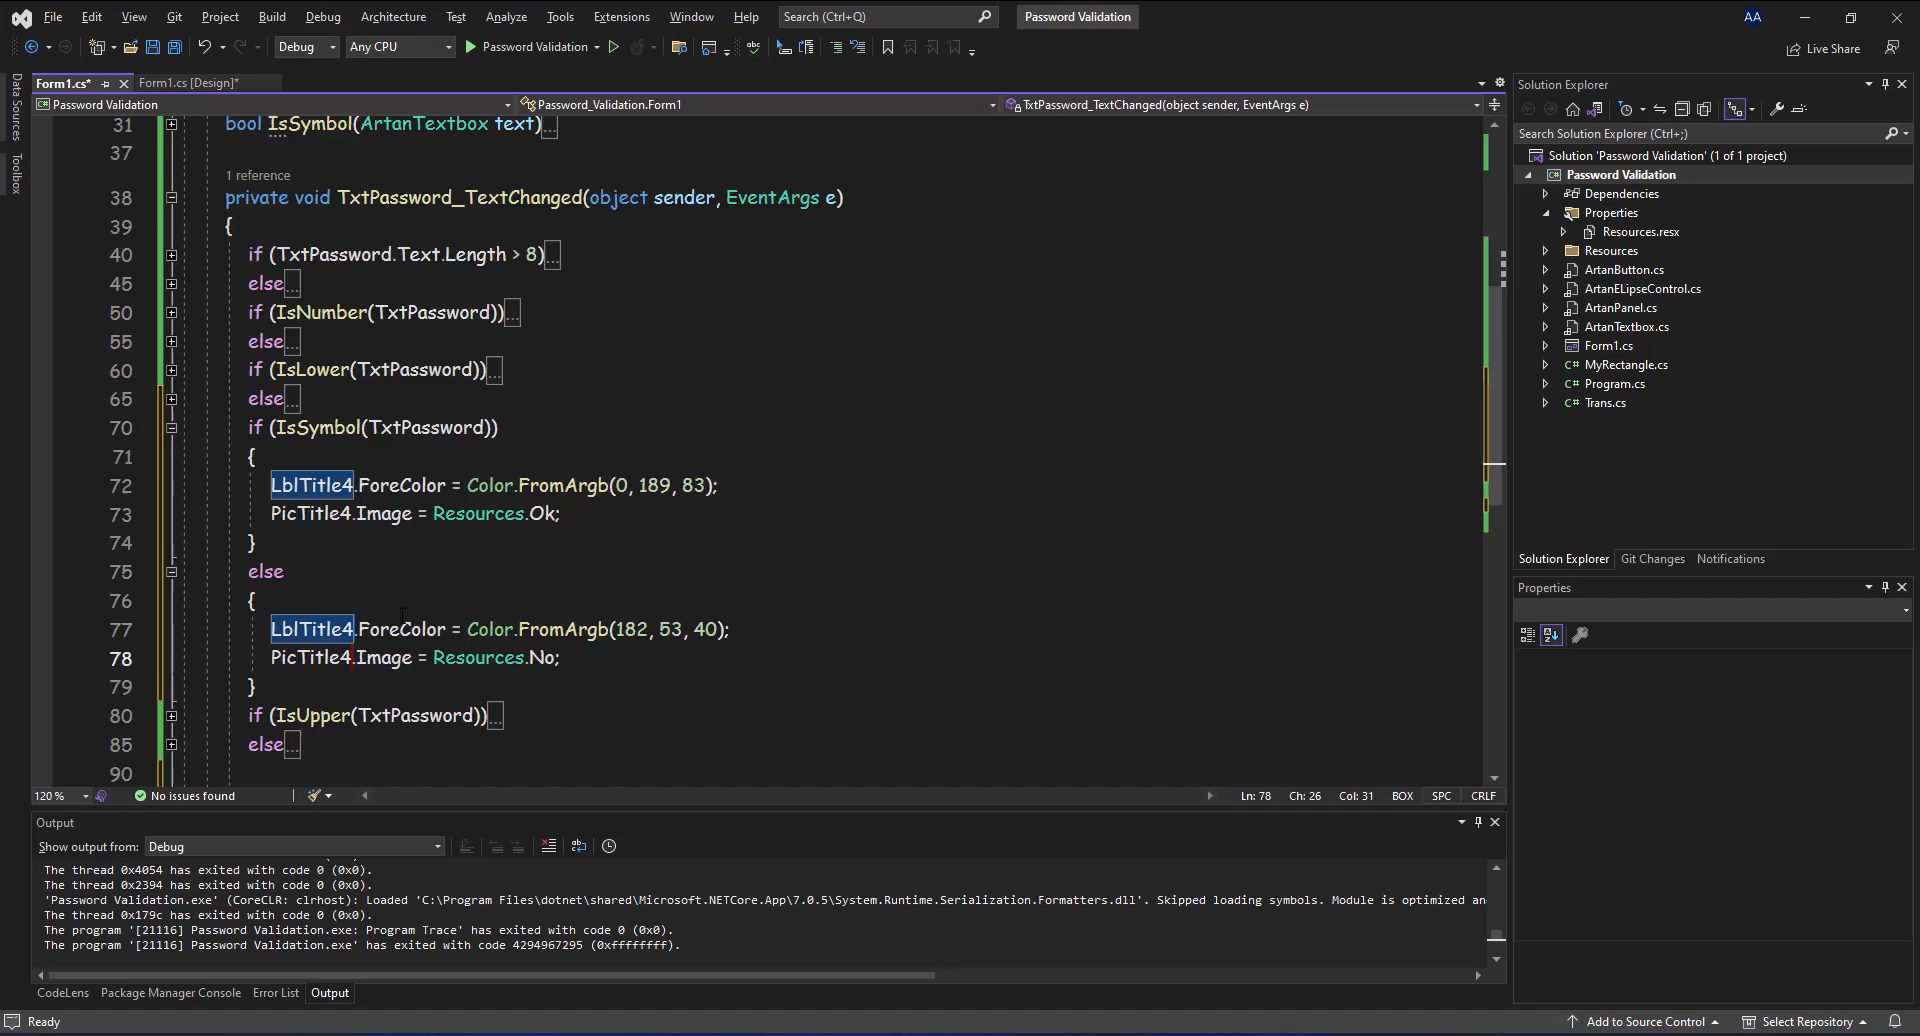 File Edit View Git Project Build Debug Architecture Test Analyze Tools Extensions Window Help Search (Ctrl+Q) Password Validation AA
Debug Any CPU Password Validation Live Share
Data Sources
Toolbox
Form1.cs* Form1.cs [Design]*
Password Validation Password_Validation.Form1 TxtPassword_TextChanged(object sender, EventArgs e)
31 bool IsSymbol(ArtanTextbox text)...
37
1 reference
38 private void TxtPassword_TextChanged(object sender, EventArgs e)
39 {
40 if (TxtPassword.Text.Length > 8)...
45 else...
50 if (IsNumber(TxtPassword))...
55 else...
60 if (IsLower(TxtPassword))...
65 else...
70 if (IsSymbol(TxtPassword))
71 {
72 LblTitle4.ForeColor = Color.FromArgb(0, 189, 83);
73 PicTitle4.Image = Resources.Ok;
74 }
75 else
76 {
77 LblTitle4.ForeColor = Color.FromArgb(182, 53, 40);
78 PicTitle4.Image = Resources.No;
79 }
80 if (IsUpper(TxtPassword))...
85 else...
90
120 % No issues found Ln: 78 Ch: 26 Col: 31 BOX SPC CRLF
Output
Show output from: Debug
The thread 0x4054 has exited with code 0 (0x0).
The thread 0x2394 has exited with code 0 (0x0).
'Password Validation.exe' (CoreCLR: clrhost): Loaded 'C:\Program Files\dotnet\shared\Microsoft.NETCore.App\7.0.5\System.Runtime.Serialization.Formatters.dll'. Skipped loading symbols. Module is optimized an
The thread 0x179c has exited with code 0 (0x0).
The program '[21116] Password Validation.exe: Program Trace' has exited with code 0 (0x0).
The program '[21116] Password Validation.exe' has exited with code 4294967295 (0xffffffff).
CodeLens Package Manager Console Error List Output
Solution Explorer
Search Solution Explorer (Ctrl+;)
Solution 'Password Validation' (1 of 1 project)
C# Password Validation
Dependencies
Properties
Resources.resx
Resources
ArtanButton.cs
ArtanELipseControl.cs
ArtanPanel.cs
ArtanTextbox.cs
Form1.cs
C# MyRectangle.cs
C# Program.cs
C# Trans.cs
Solution Explorer Git Changes Notifications
Properties
Ready Add to Source Control Select Repository